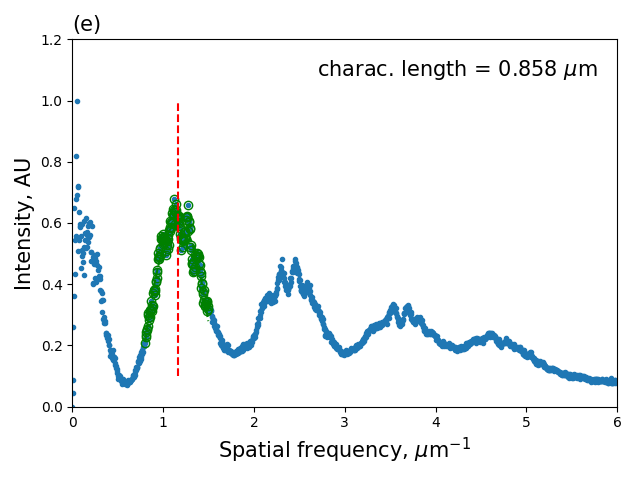 (e)
charac. length = 0.858 μm
Intensity, AU
1.2
1.0
0.8
0.6
0.4
0.2
0.0
0 1 2 3 4 5 6
Spatial frequency, μm⁻¹